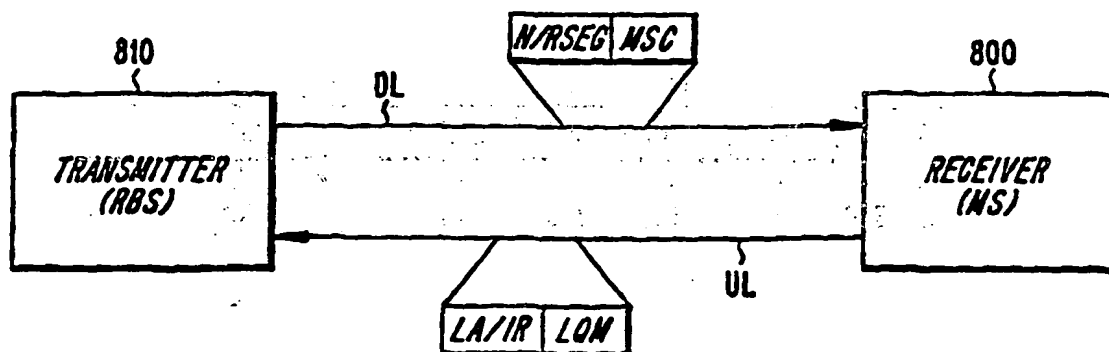 N/RSEG MSC
810
800
DL
TRANSMITTER
(RBS)
RECEIVER
(MS)
UL
LA/IR LQM